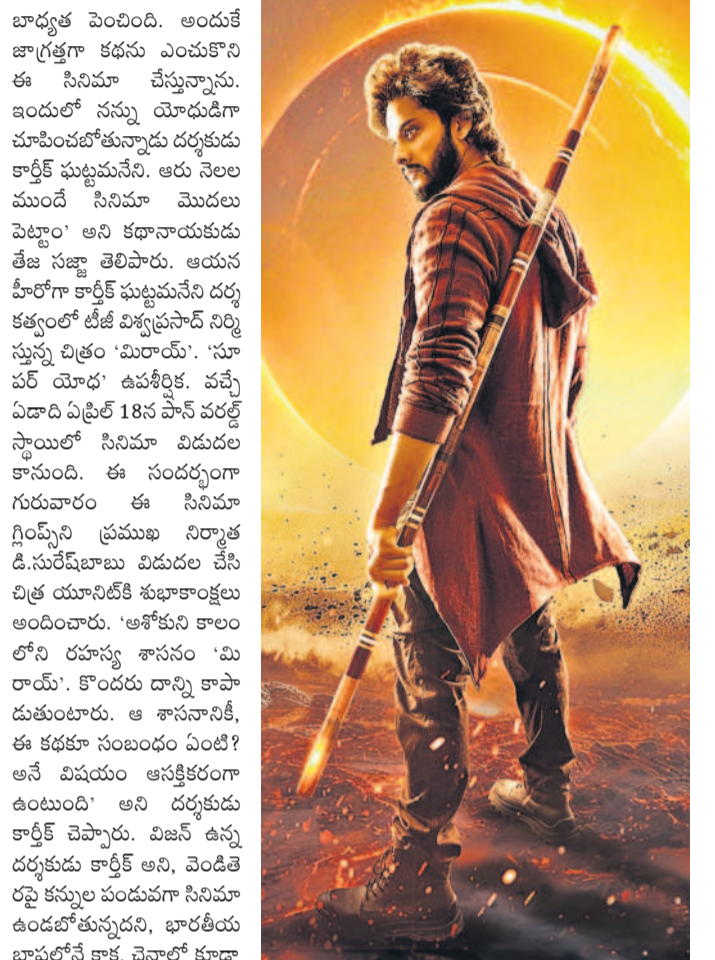 బాధ్యత పెంచింది. అందుకే
జాగ్రత్తగా కథను ఎంచుకొని
ఈ సినిమా చేస్తున్నాను.
ఇందులో నన్ను యోధుడిగా
చూపించబోతున్నాడు దర్శకుడు
కార్తీక్ ఘట్టమనేని. ఆరు నెలల
ముందే సినిమా మొదలు
పెట్టాం’ అని కథానాయకుడు
తేజ సజ్జా తెలిపారు. ఆయన
హీరోగా కార్తీక్ ఘట్టమనేని దర్శ
కత్వంలో టీజీ విశ్వప్రసాద్ నిర్మి
స్తున్న చిత్రం ‘మిరాయ్’. ‘సూ
పర్ యోధ’ ఉపశీర్షిక. వచ్చే
ఏడాది ఏప్రిల్ 18న పాన్ వరల్డ్
స్థాయిలో సినిమా విడుదల
కానుంది. ఈ సందర్భంగా
గురువారం ఈ సినిమా
గ్లింప్స్‌ని ప్రముఖ నిర్మాత
డి.సురేష్‌బాబు విడుదల చేసి
చిత్ర యూనిట్‌కి శుభాకాంక్షలు
అందించారు. ‘అశోకుని కాలం
లోని రహస్య శాసనం ‘మి
రాయ్’. కొందరు దాన్ని కాపా
డుతుంటారు. ఆ శాసనానికీ,
ఈ కథకూ సంబంధం ఏంటి?
అనే విషయం ఆసక్తికరంగా
ఉంటుంది’ అని దర్శకుడు
కార్తీక్ చెప్పారు. విజన్ ఉన్న
దర్శకుడు కార్తీక్ అని, వెండితె
రపై కన్నుల పండువగా సినిమా
ఉండబోతున్నదని, భారతీయ
భాషల్లోనే కాక, చైనాలో కూడా